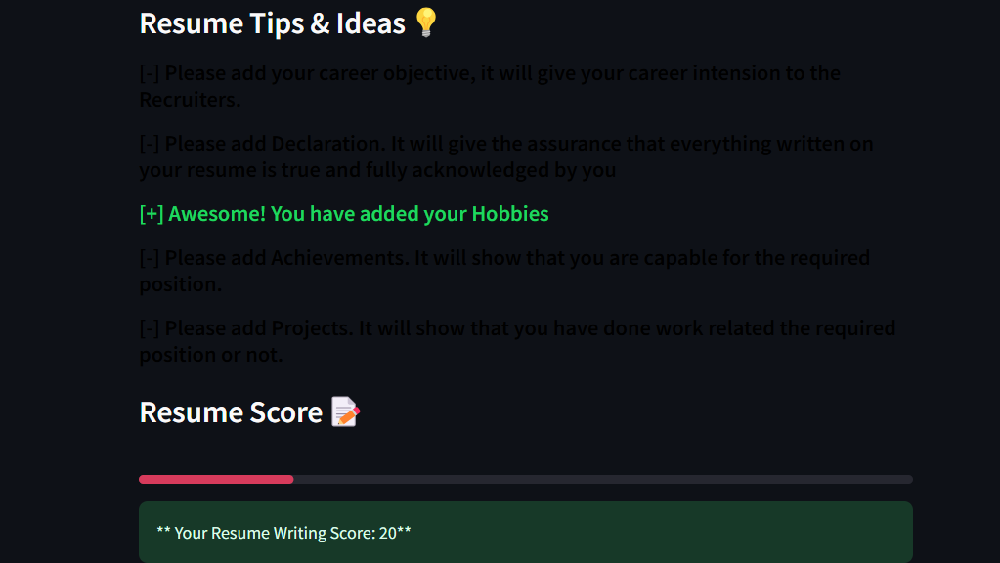 Resume Tips & Ideas 💡
[-] Please add your career objective, it will give your career intension to the
Recruiters.
[-] Please add Declaration. It will give the assurance that everything written on
your resume is true and fully acknowledged by you
[+] Awesome! You have added your Hobbies
[-] Please add Achievements. It will show that you are capable for the required
position.
[-] Please add Projects. It will show that you have done work related the required
position or not.
Resume Score 📝
** Your Resume Writing Score: 20**